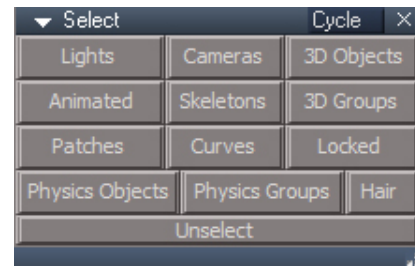 Select Cycle
Lights Cameras 3D Objects
Animated Skeletons 3D Groups
Patches Curves Locked
Physics Objects Physics Groups Hair
Unselect